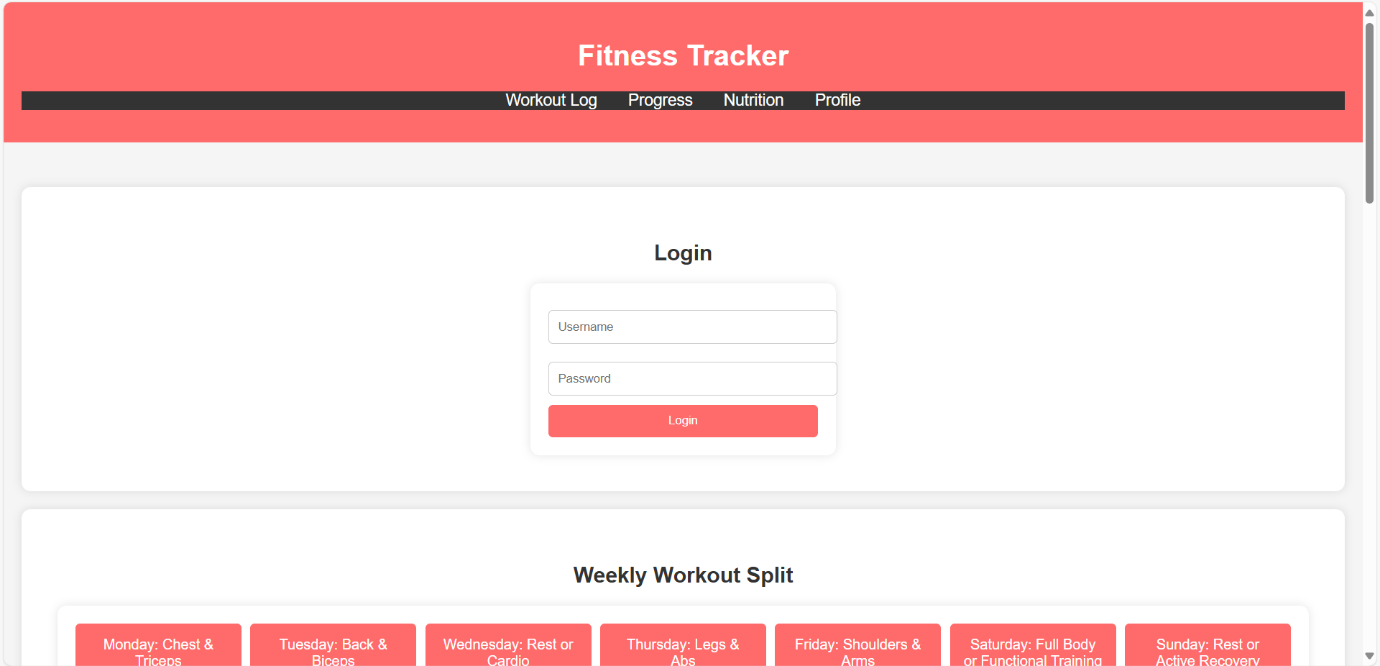 Fitness Tracker
Workout Log Progress Nutrition Profile
Login
Username
Password
Login
Weekly Workout Split
Monday: Chest &
Triceps
Tuesday: Back &
Biceps
Wednesday: Rest or
Cardio
Thursday: Legs &
Abs
Friday: Shoulders &
Arms
Saturday: Full Body
or Functional Training
Sunday: Rest or
Active Recovery